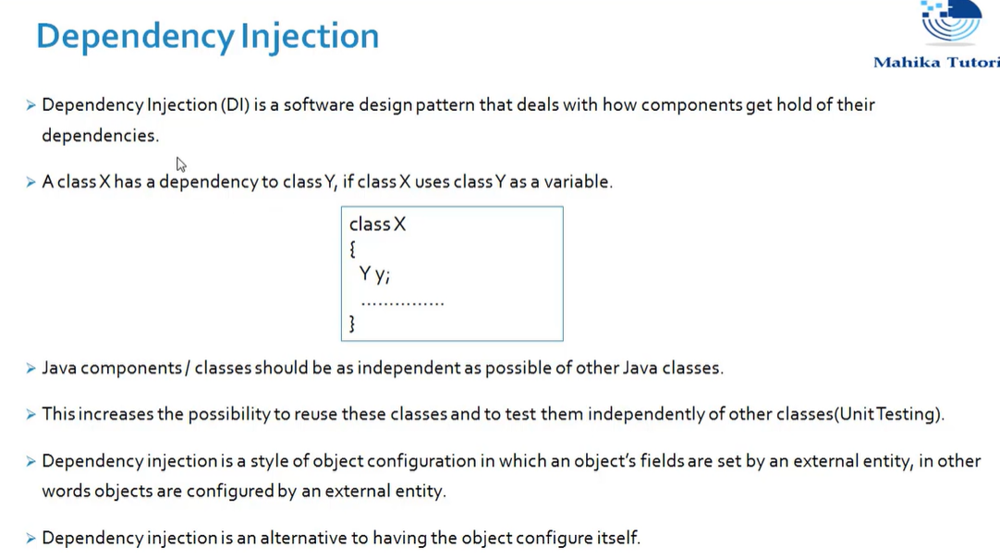 Dependency Injection
Mahika Tutori
➢ Dependency Injection (DI) is a software design pattern that deals with how components get hold of their
dependencies.
➢ A class X has a dependency to class Y, if class X uses class Y as a variable.
class X
{
Y y;
...............
}
➢ Java components / classes should be as independent as possible of other Java classes.
➢ This increases the possibility to reuse these classes and to test them independently of other classes(Unit Testing).
➢ Dependency injection is a style of object configuration in which an object’s fields are set by an external entity, in other
words objects are configured by an external entity.
➢ Dependency injection is an alternative to having the object configure itself.